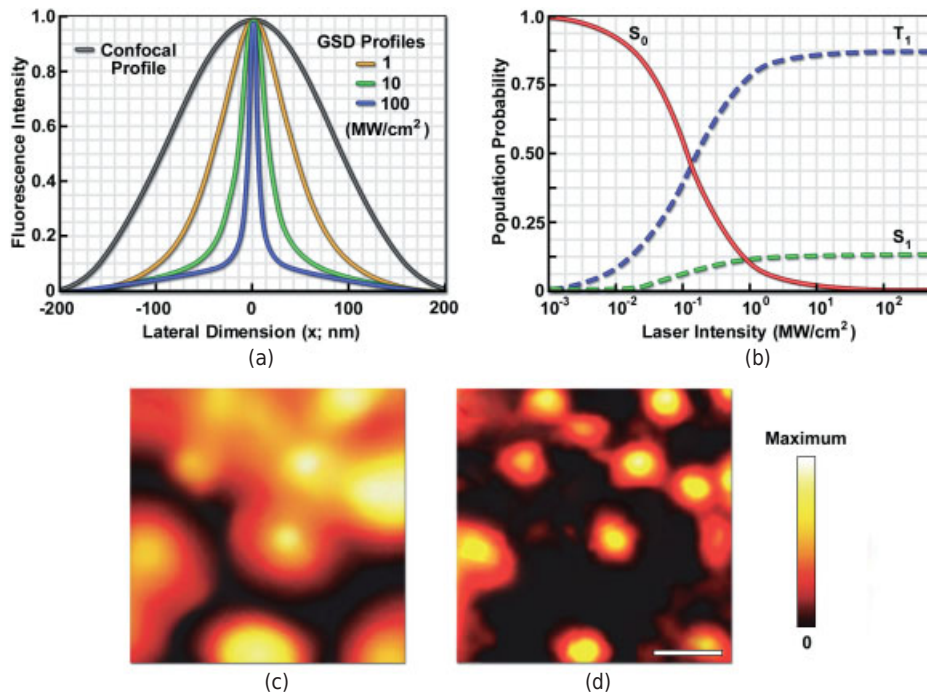 1.0
0.8
0.6
1.0
0.2
0
Fluorescence Intensity
Confocal
Profile
GSD Profiles
1
10
100
(MW/cm²)
-200
-100
0
100
200
Lateral Dimension (x; nm)
(a)
1.0
0.75
0.50
0.25
0
Population Probability
S₀
T₁
S₁
10⁻³
10⁻²
10⁻¹
10⁰
10¹
10²
Laser Intensity (MW/cm²)
(b)
Maximum
0
(c)
(d)